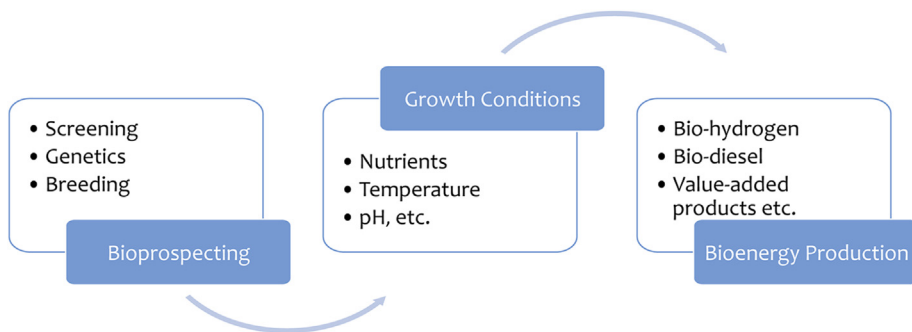 • Screening
• Genetics
• Breeding
Bioprospecting
Growth Conditions
• Nutrients
• Temperature
• pH, etc.
• Bio-hydrogen
• Bio-diesel
• Value-added
products etc.
Bioenergy Production